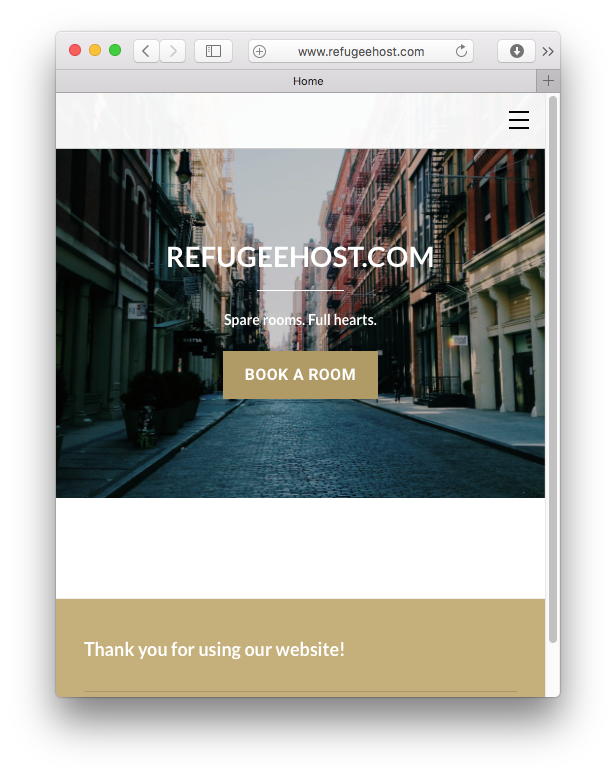 www.refugeehost.com
Home
REFUGEEHOST.COM
Spare rooms. Full hearts.
BOOK A ROOM
Thank you for using our website!